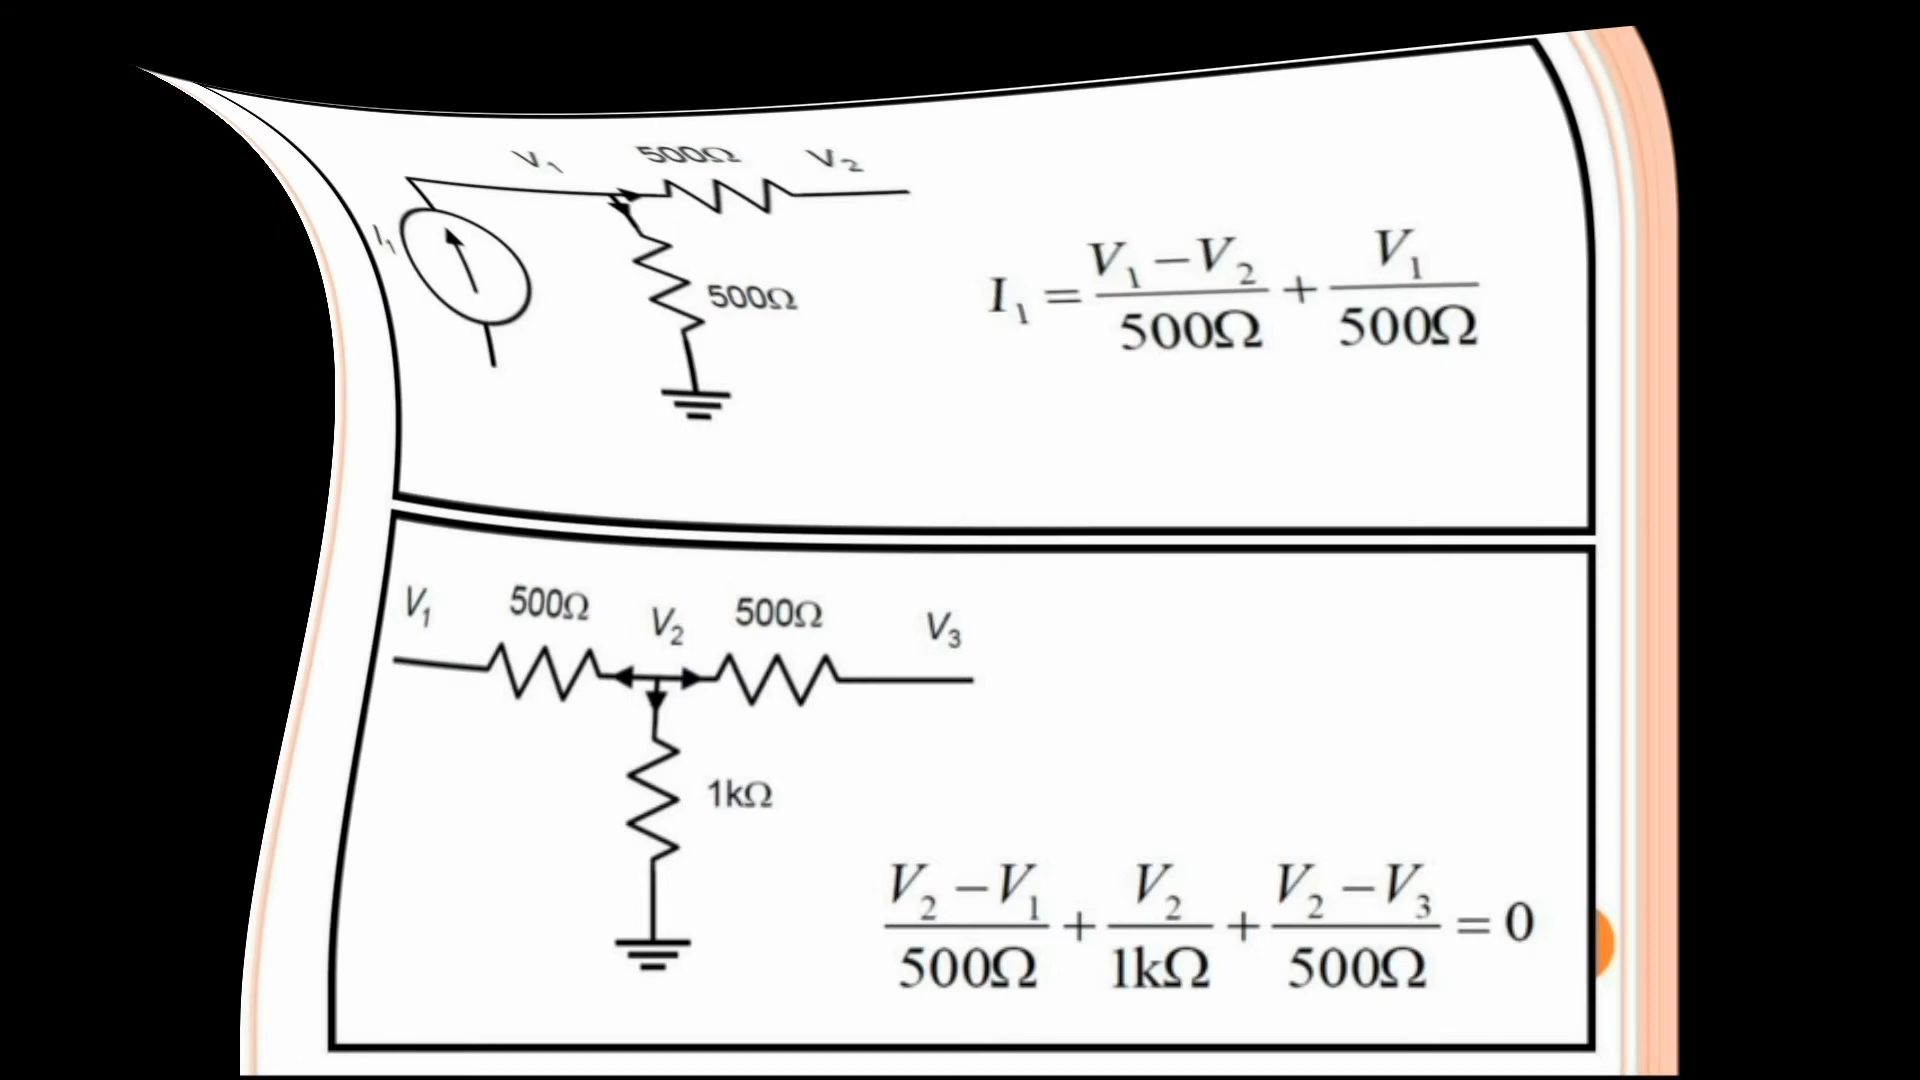 V₁ 500Ω V₂
I₁
500Ω
I₁ = (V₁ − V₂)/500Ω + V₁/500Ω
V₁ 500Ω V₂ 500Ω V₃
1kΩ
(V₂ − V₁)/500Ω + V₂/1kΩ + (V₂ − V₃)/500Ω = 0